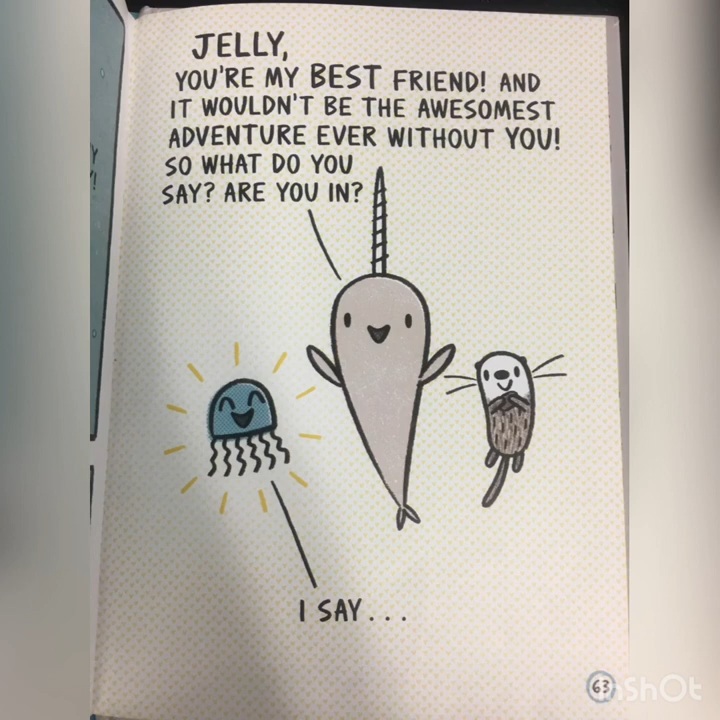 JELLY,
YOU'RE MY BEST FRIEND! AND
IT WOULDN'T BE THE AWESOMEST
ADVENTURE EVER WITHOUT YOU!
SO WHAT DO YOU
SAY? ARE YOU IN?
I SAY...
63
InShOt